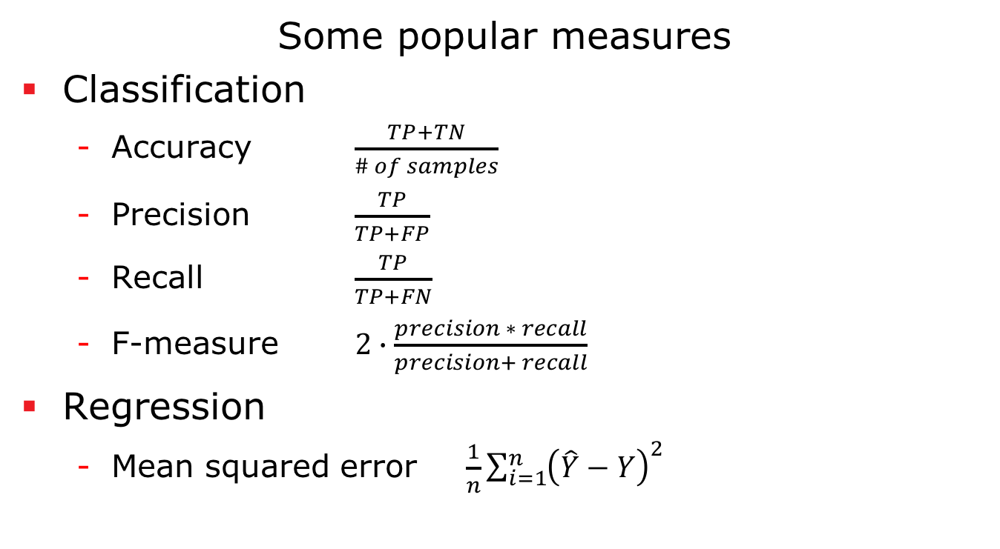 Some popular measures
▪ Classification
- Accuracy \frac{TP+TN}{\# of samples}
- Precision \frac{TP}{TP+FP}
- Recall \frac{TP}{TP+FN}
- F-measure 2 \cdot \frac{precision * recall}{precision+ recall}
▪ Regression
- Mean squared error \frac{1}{n} \sum_{i=1}^{n} (\hat{Y} - Y)^2